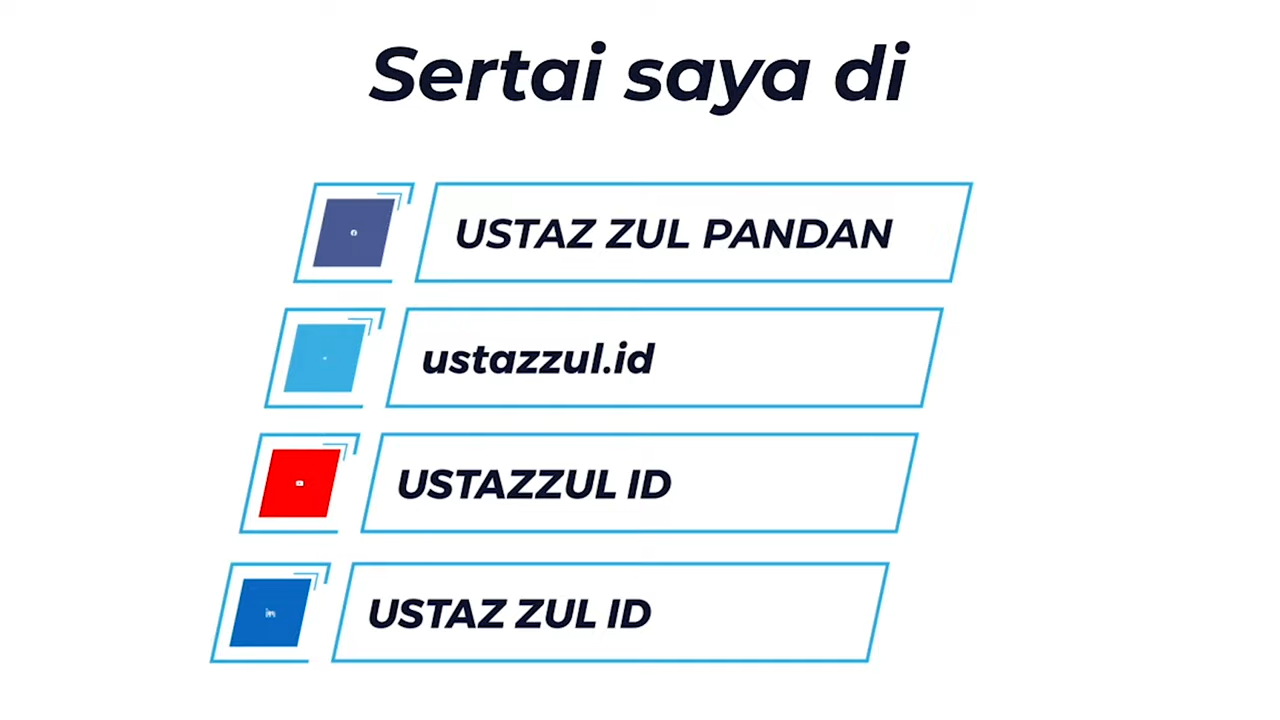 Sertai saya di
USTAZ ZUL PANDAN
ustazzul.id
USTAZZUL ID
USTAZ ZUL ID